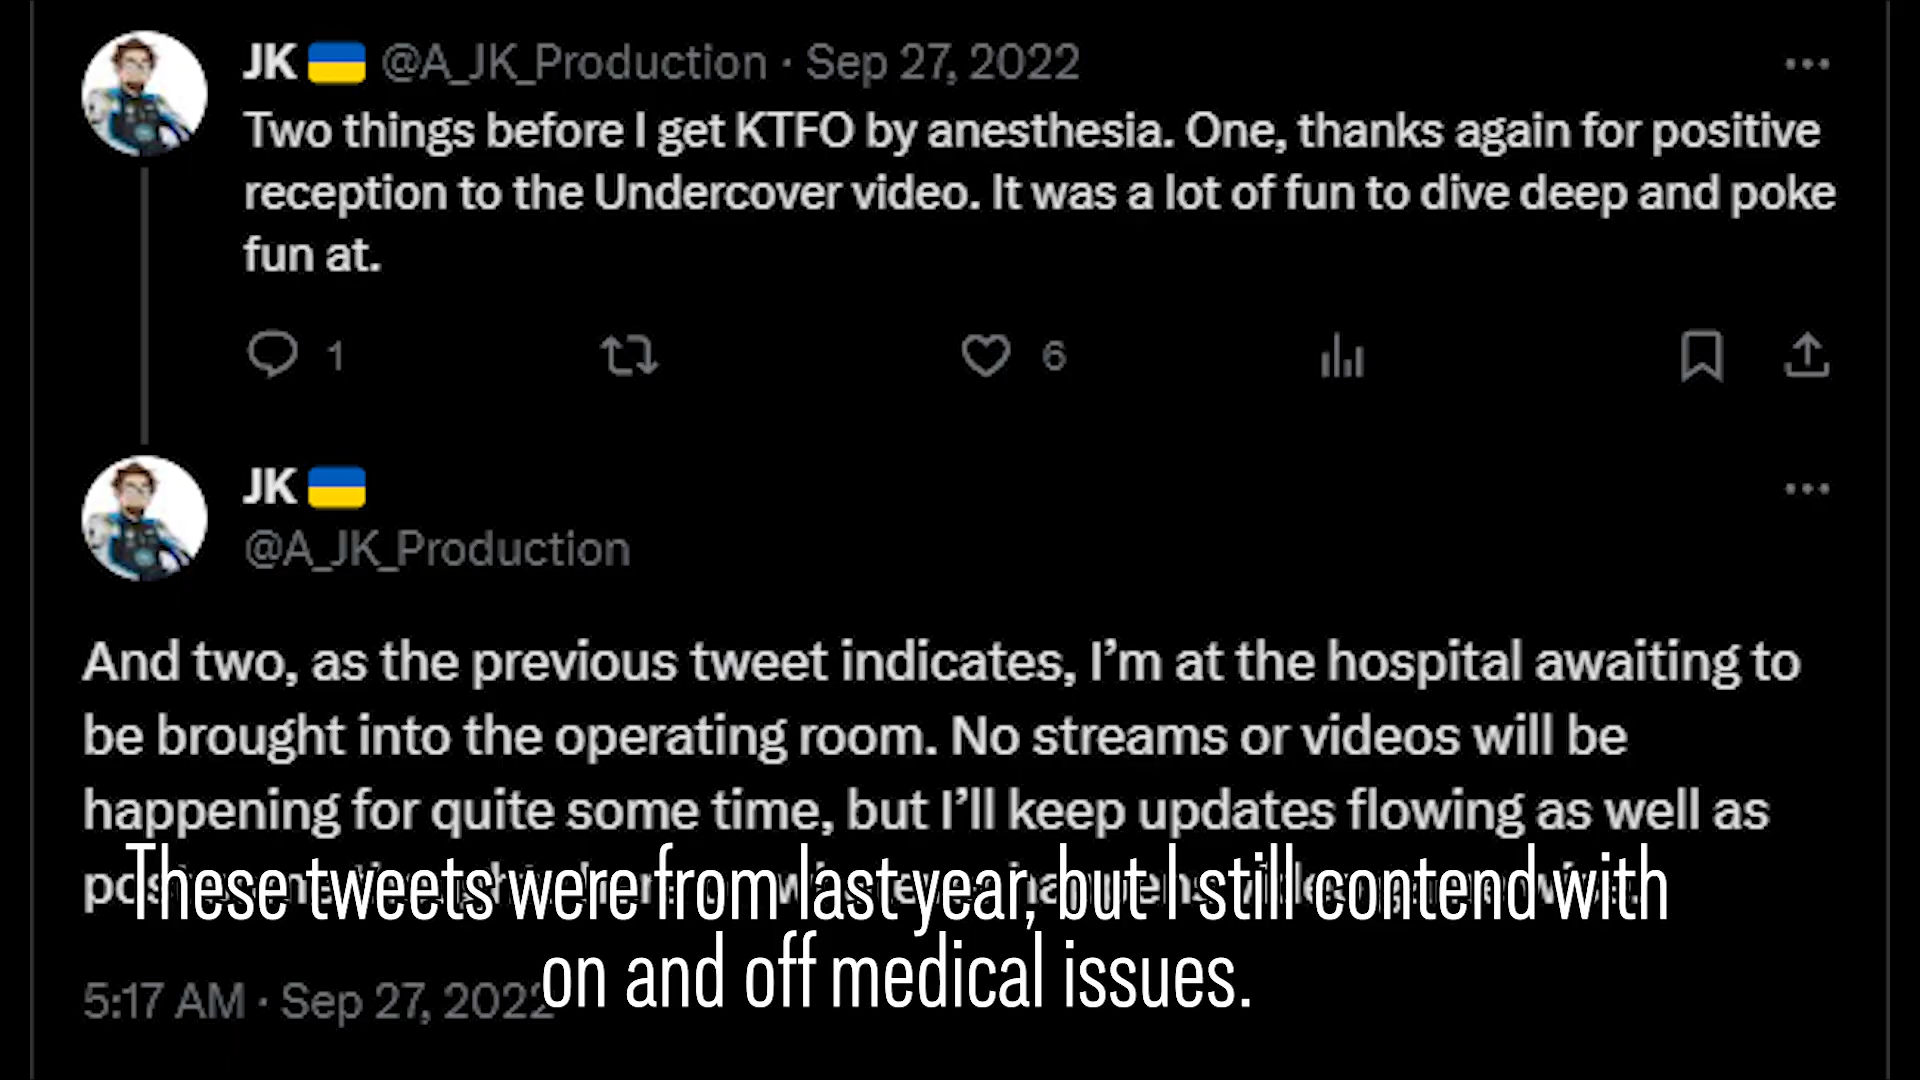 JK 🇺🇦 @A_JK_Production · Sep 27, 2022
Two things before I get KTFO by anesthesia. One, thanks again for positive
reception to the Undercover video. It was a lot of fun to dive deep and poke
fun at.
1
6
JK 🇺🇦
@A_JK_Production
And two, as the previous tweet indicates, I'm at the hospital awaiting to
be brought into the operating room. No streams or videos will be
happening for quite some time, but I'll keep updates flowing as well as
These tweets were from last year, but I still contend with
on and off medical issues.
5:17 AM · Sep 27, 2022